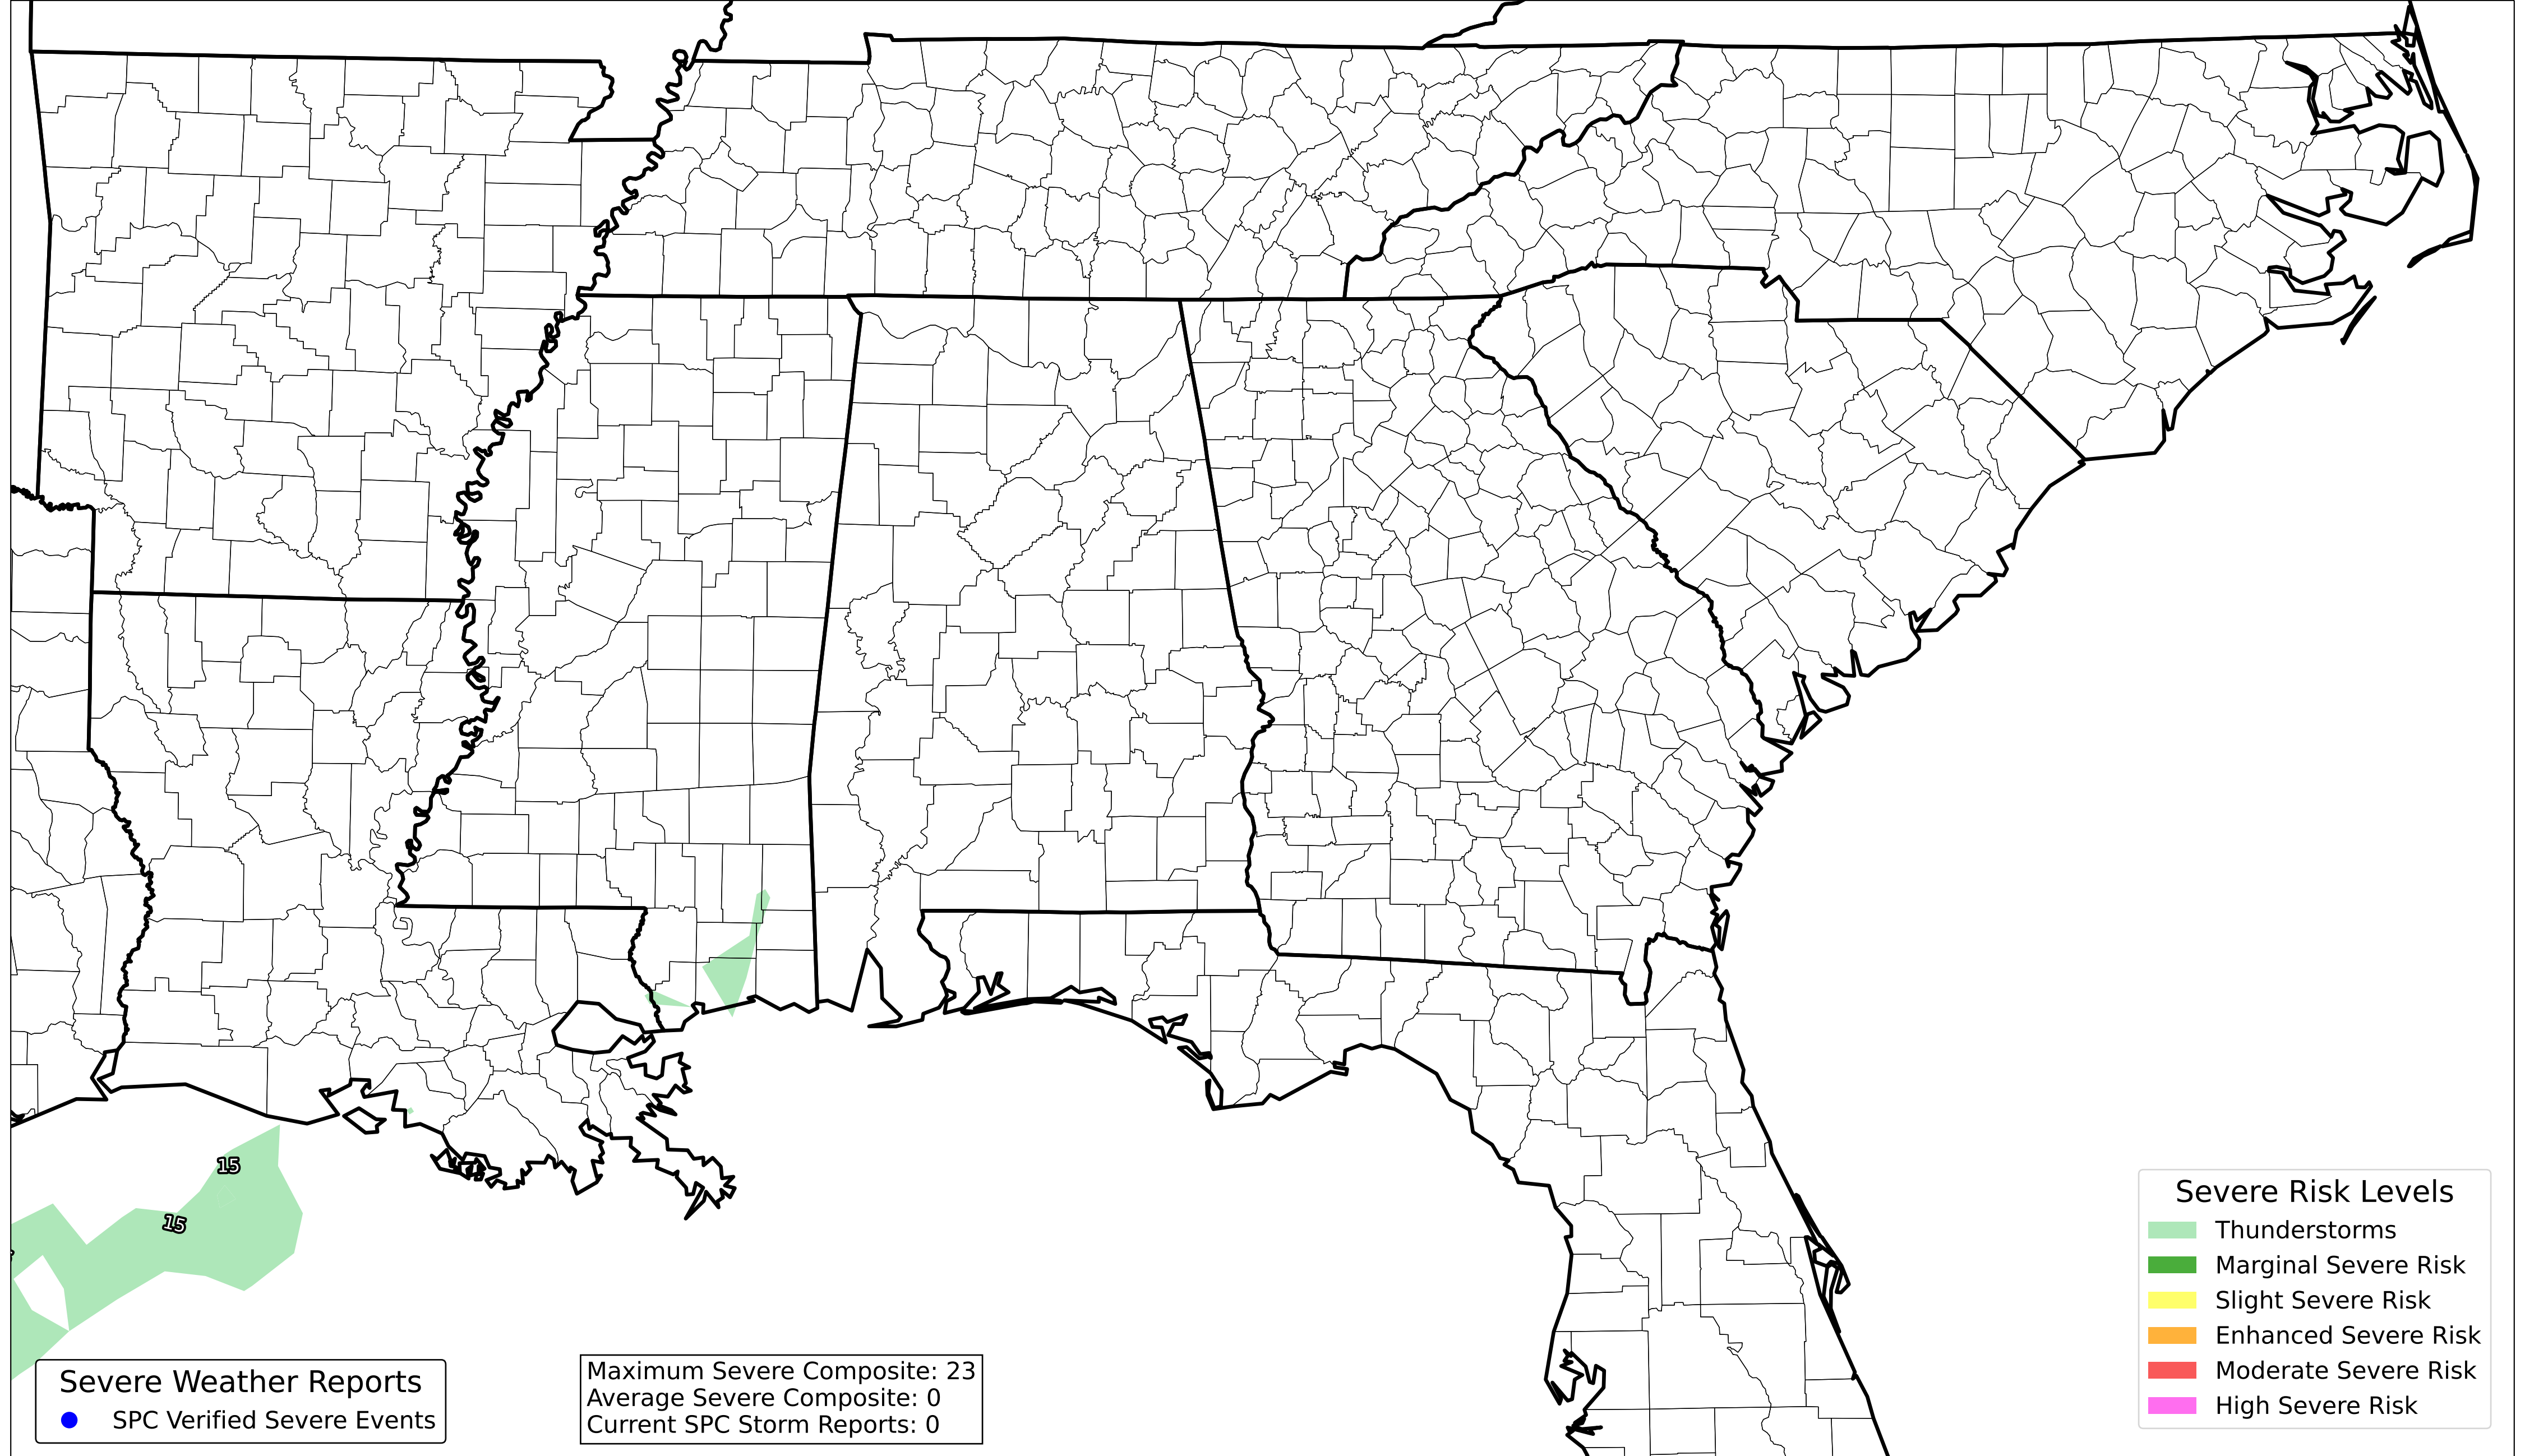 15
15
Severe Weather Reports
SPC Verified Severe Events
Maximum Severe Composite: 23
Average Severe Composite: 0
Current SPC Storm Reports: 0
Severe Risk Levels
Thunderstorms
Marginal Severe Risk
Slight Severe Risk
Enhanced Severe Risk
Moderate Severe Risk
High Severe Risk